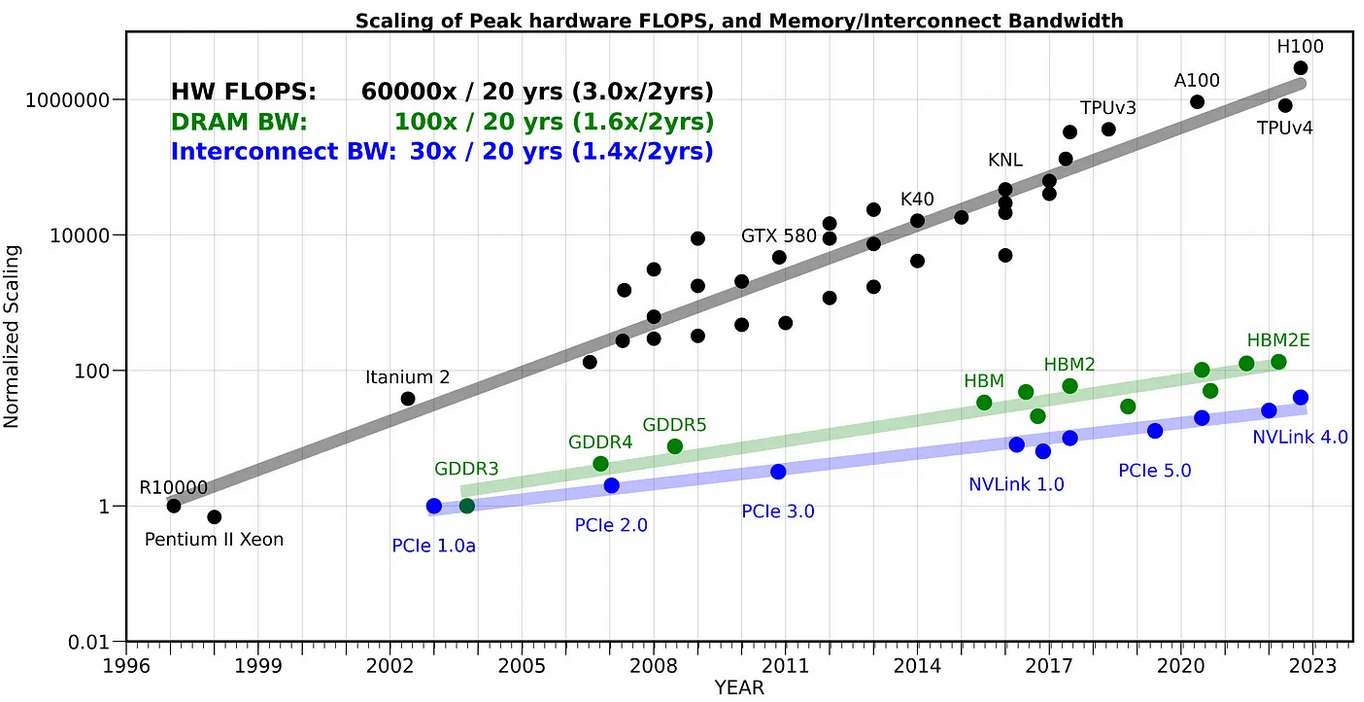 Scaling of Peak hardware FLOPS, and Memory/Interconnect Bandwidth
HW FLOPS: 60000x / 20 yrs (3.0x/2yrs)
DRAM BW: 100x / 20 yrs (1.6x/2yrs)
Interconnect BW: 30x / 20 yrs (1.4x/2yrs)
Normalized Scaling
1000000
10000
100
1
0.01
R10000
Pentium II Xeon
Itanium 2
GTX 580
K40
KNL
TPUv3
A100
H100
TPUv4
GDDR3
GDDR4
GDDR5
HBM
HBM2
HBM2E
PCIe 1.0a
PCIe 2.0
PCIe 3.0
NVLink 1.0
PCIe 5.0
NVLink 4.0
1996 1999 2002 2005 2008 2011 2014 2017 2020 2023
YEAR